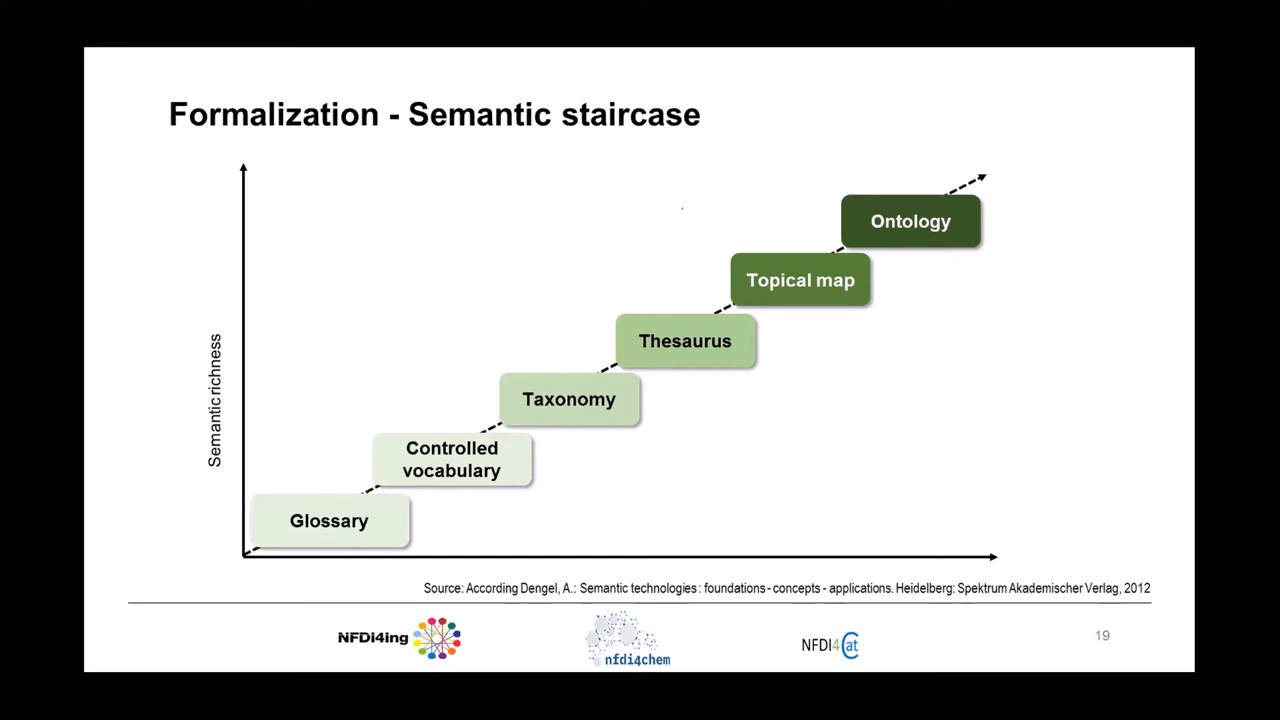 Formalization - Semantic staircase
Ontology
Topical map
Thesaurus
Taxonomy
Controlled
vocabulary
Glossary
Semantic richness
Source: According Dengel, A.: Semantic technologies : foundations - concepts - applications. Heidelberg: Spektrum Akademischer Verlag, 2012
NFDI4ing
nfdi4chem
NFDI4Cat
19